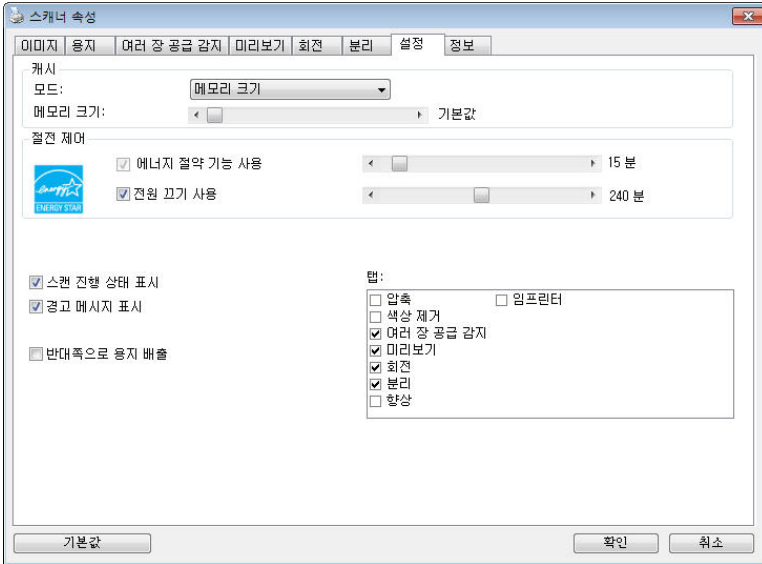 스캐너 속성
이미지 용지 여러 장 공급 감지 미리보기 회전 분리 설정 정보
캐시
모드: 메모리 크기
메모리 크기: 기본값
절전 제어
에너지 절약 기능 사용 15 분
energy
ENERGY STAR
전원 끄기 사용 240 분
스캔 진행 상태 표시
경고 메시지 표시
반대쪽으로 용지 배출
탭:
압축 임프린터
색상 제거
여러 장 공급 감지
미리보기
회전
분리
향상
기본값 확인 취소